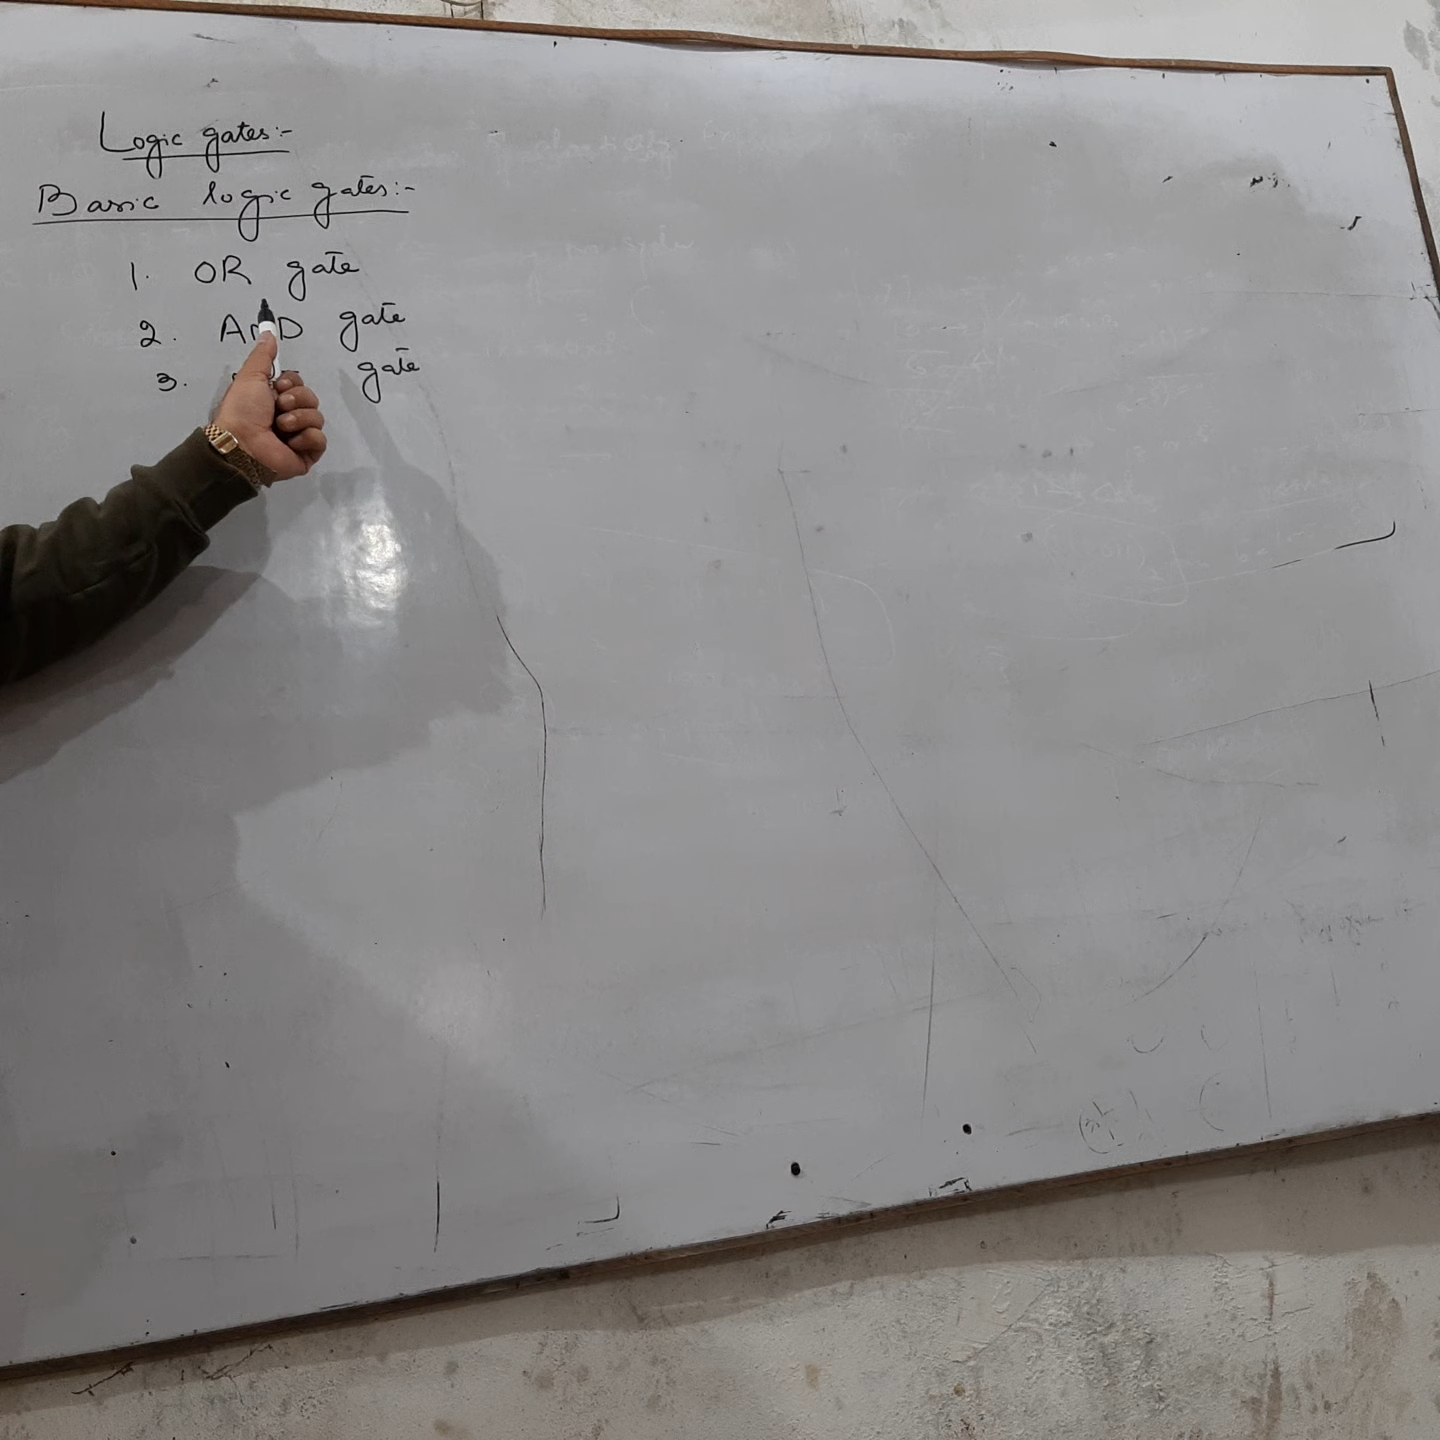 Logic gates:-
Basic logic gates:-
1. OR gate
2. AND gate
3. gate